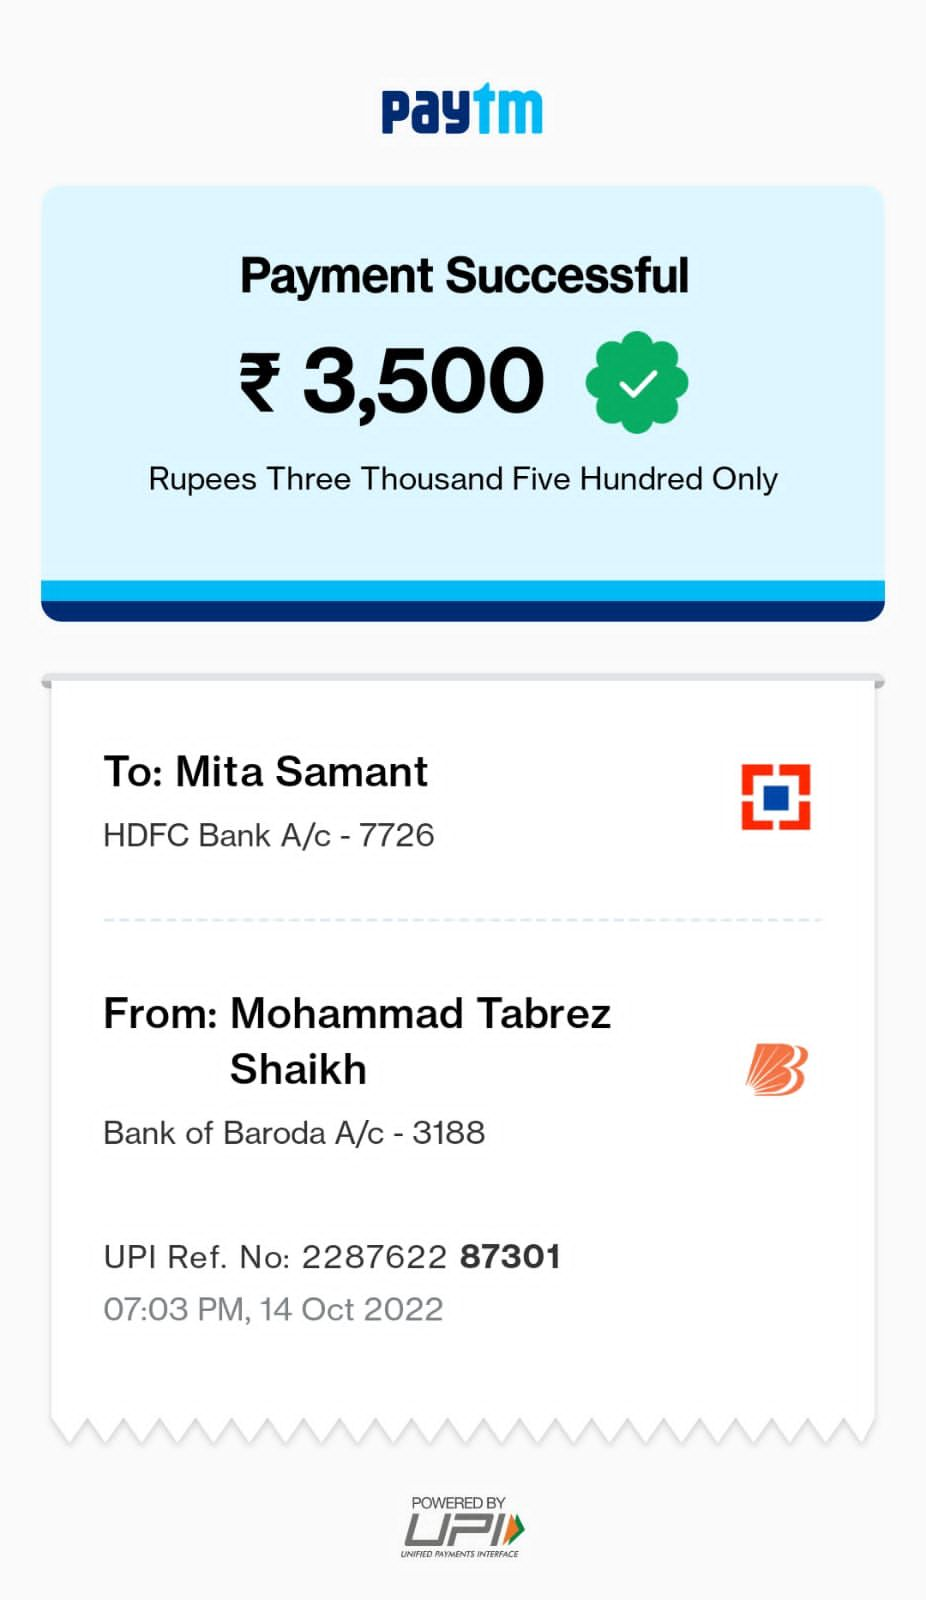 paytm
Payment Successful
₹ 3,500
Rupees Three Thousand Five Hundred Only
To: Mita Samant
HDFC Bank A/c - 7726
From: Mohammad Tabrez
Shaikh
Bank of Baroda A/c - 3188
UPI Ref. No: 2287622 87301
07:03 PM, 14 Oct 2022
POWERED BY
UPI
UNIFIED PAYMENTS INTERFACE